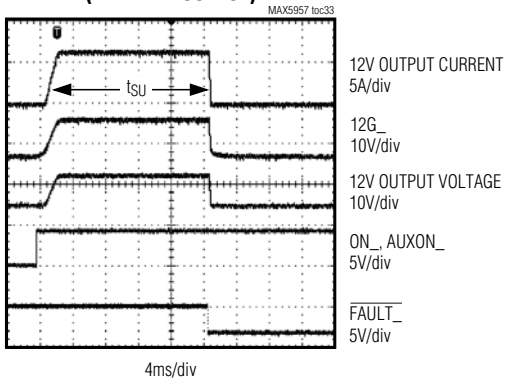 MAX5957 toc33
T
tSU
12V OUTPUT CURRENT
5A/div
12G_
10V/div
12V OUTPUT VOLTAGE
10V/div
ON_, AUXON_
5V/div
FAULT_
5V/div
4ms/div